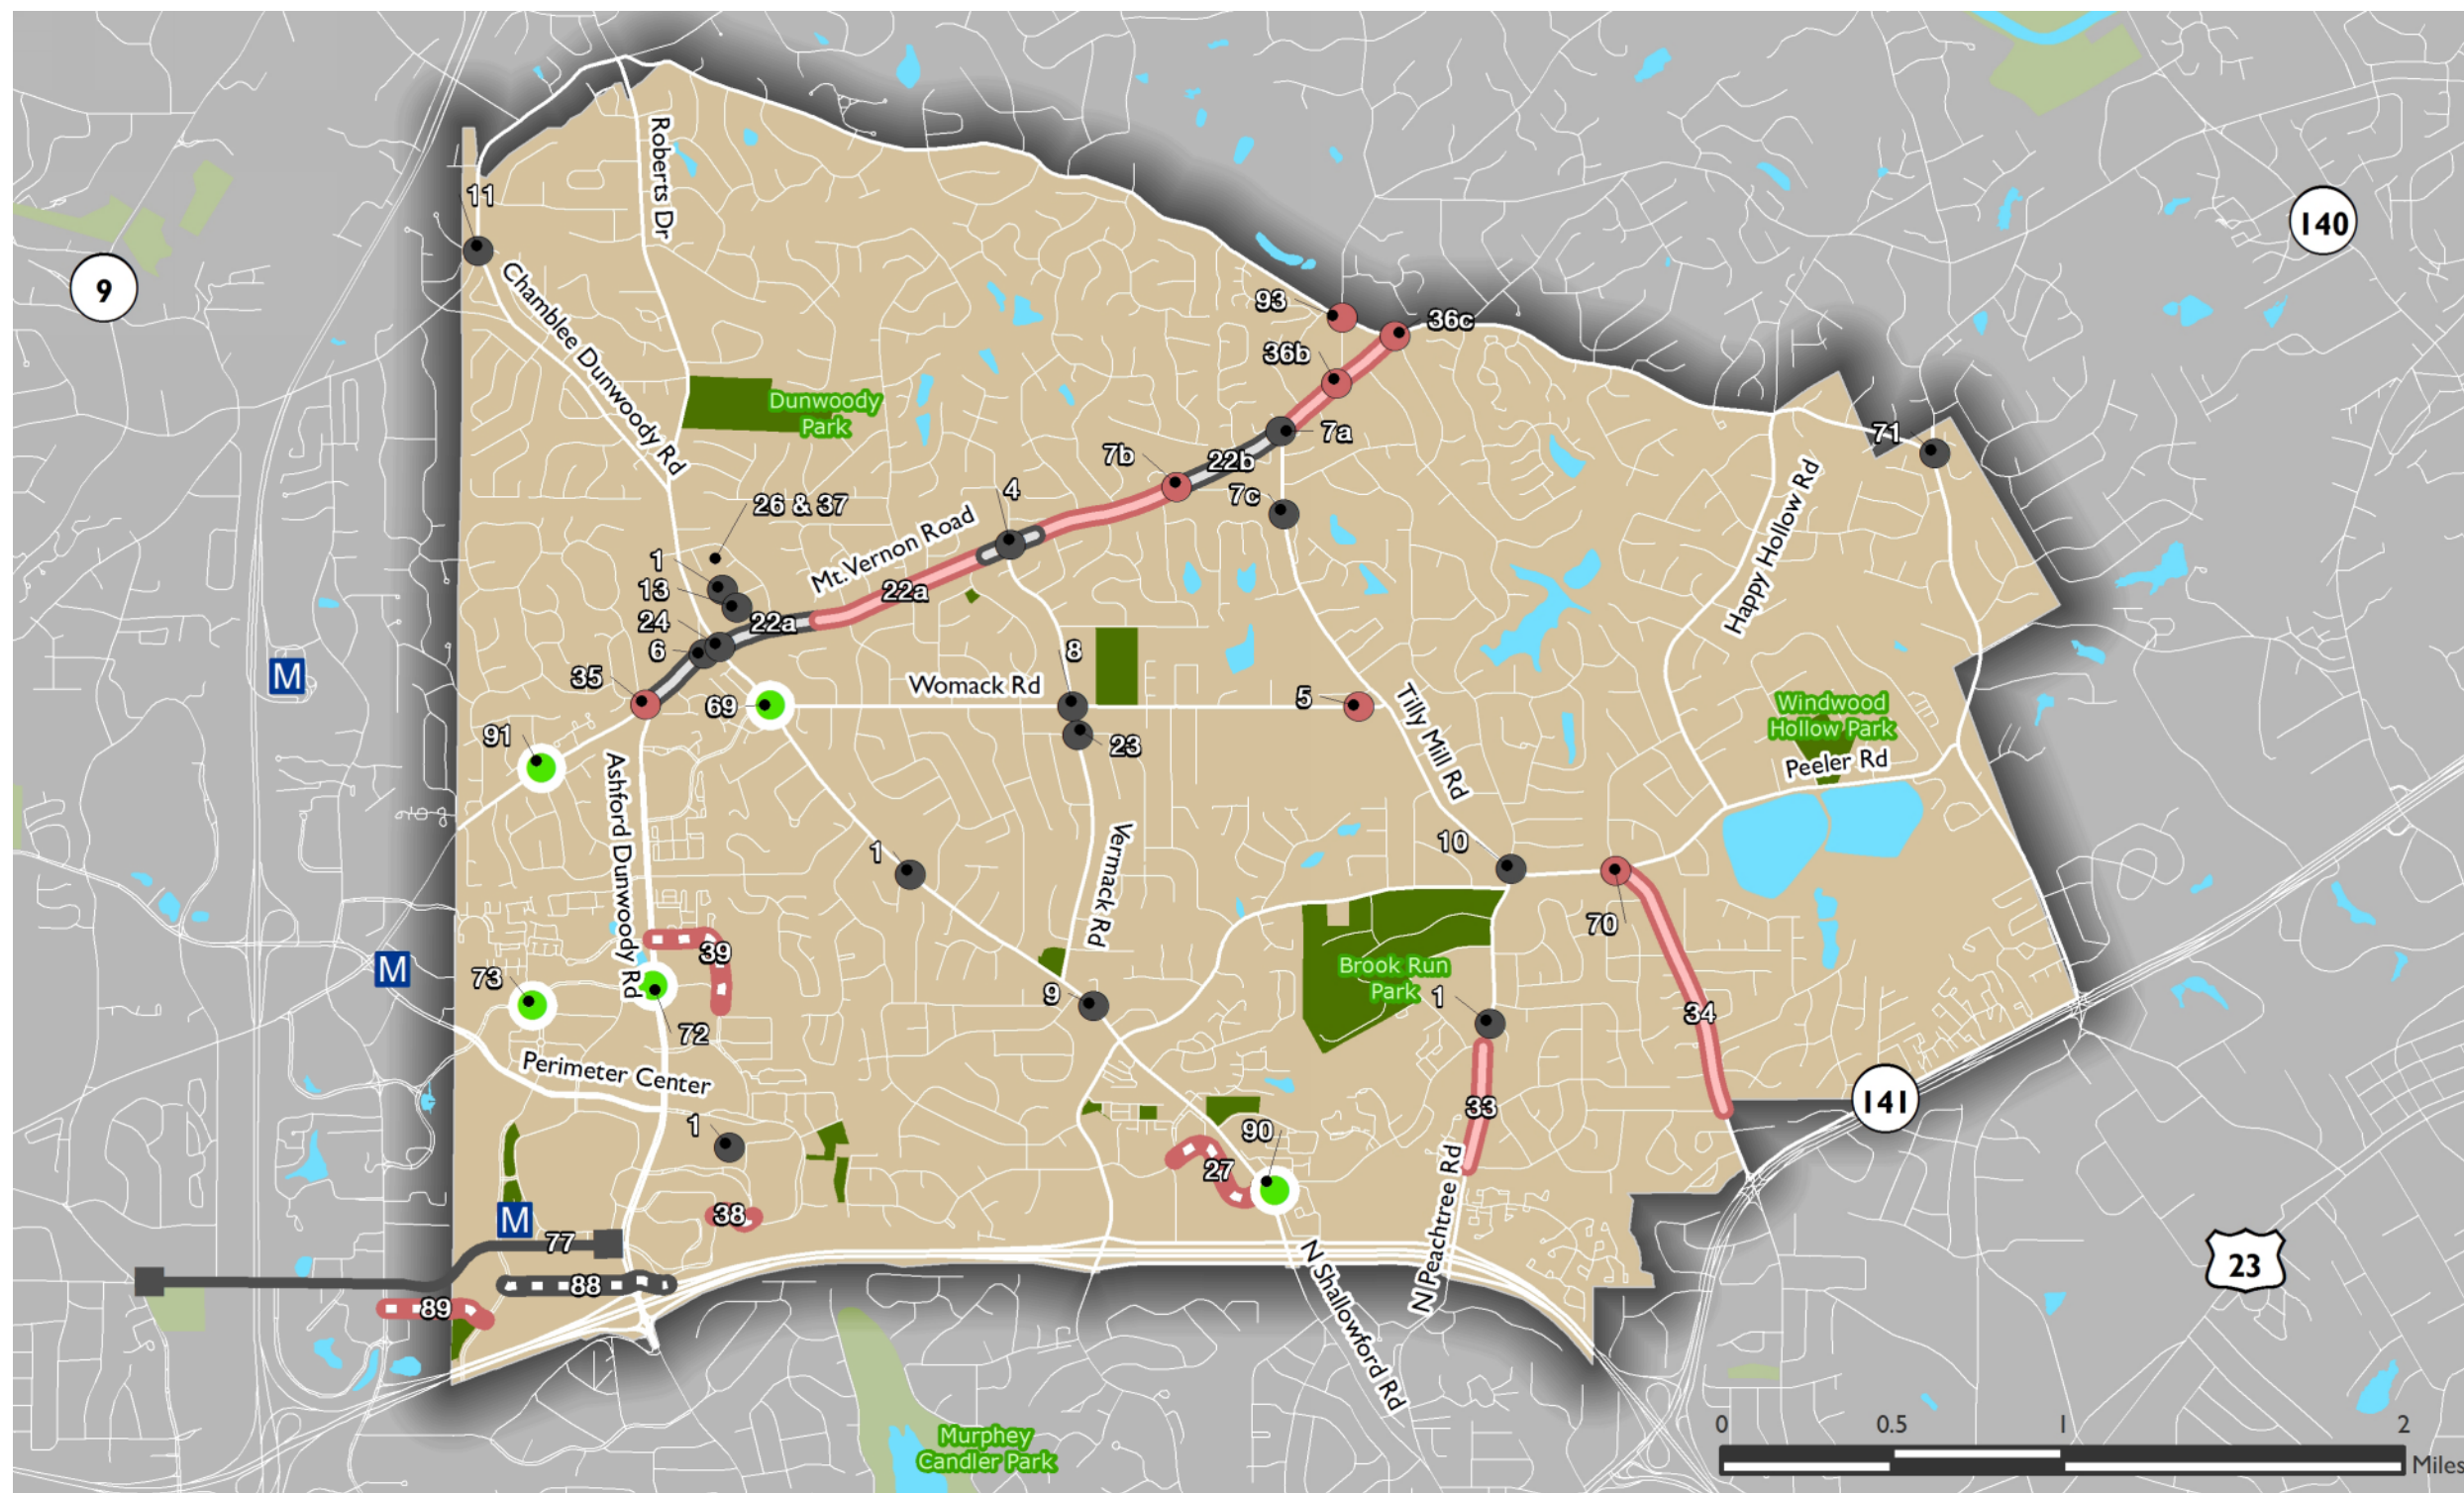 11
Roberts Dr
140
9
Chamblee Dunwoody Rd
93
36c
36b
Dunwoody
Park
7a
71
7b
22b
Happy Hollow Rd
4
7c
26 & 37
Mt. Vernon Road
1
13
22a
24
22a
6
8
M
35
Womack Rd
5
Tilly Mill Rd
69
Windwood
Hollow Park
91
23
Peeler Rd
Ashford Dunwoody Rd
Vermack Rd
10
1
70
39
M
Brook Run
Park
73
9
1
34
72
Perimeter Center
33
141
1
90
27
M
38
N Peachtree Rd
77
23
88
N Shallowford Rd
89
Murphey
Candler Park
0 0.5 1 2
Miles